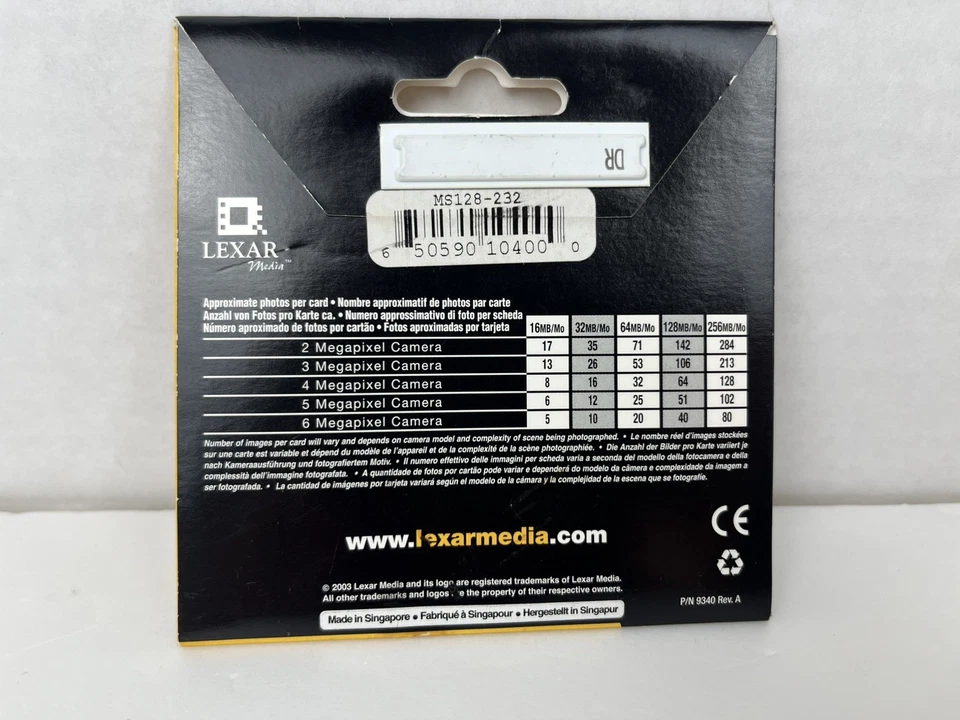 DR
MS128-232
6 50590 10400 0
LEXAR
Media™
Approximate photos per card • Nombre approximatif de photos par carte
Anzahl von Fotos pro Karte ca. • Numero approssimativo di foto per scheda
Número aproximado de fotos por cartão • Fotos aproximadas por tarjeta
16MB/Mo 32MB/Mo 64MB/Mo 128MB/Mo 256MB/Mo
2 Megapixel Camera 17 35 71 142 284
3 Megapixel Camera 13 26 53 106 213
4 Megapixel Camera 8 16 32 64 128
5 Megapixel Camera 6 12 25 51 102
6 Megapixel Camera 5 10 20 40 80
Number of images per card will vary and depends on camera model and complexity of scene being photographed. • Le nombre réel d'images stockées
sur une carte est variable et dépend du modèle de l'appareil et de la complexité de la scène photographiée. • Die Anzahl der Bilder pro Karte variiert je
nach Kameraausführung und fotografiertem Motiv. • Il numero effettivo delle immagini per scheda varia a seconda del modello della fotocamera e della
complessità dell'immagine fotografata. • A quantidade de fotos por cartão pode variar e dependerá do modelo da câmera e complexidade da imagem a
ser fotografada. • La cantidad de imágenes por tarjeta variará según el modelo de la cámara y la complejidad de la escena que se fotografíe.
CE
www.lexarmedia.com
© 2003 Lexar Media and its logo are registered trademarks of Lexar Media.
All other trademarks and logos are the property of their respective owners.
P/N 9340 Rev. A
Made in Singapore • Fabriqué à Singapour • Hergestellt in Singapur